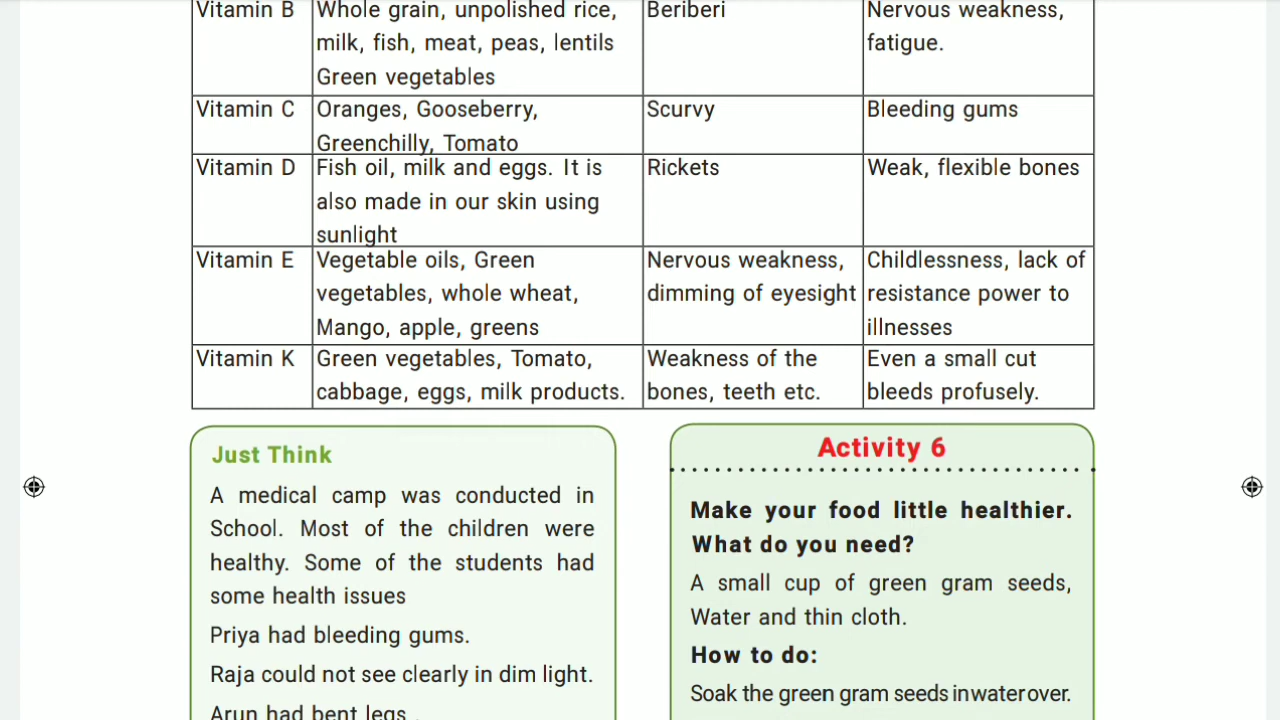 Vitamin B Whole grain, unpolished rice, Beriberi Nervous weakness,
milk, fish, meat, peas, lentils fatigue.
Green vegetables
Vitamin C Oranges, Gooseberry, Scurvy Bleeding gums
Greenchilly, Tomato
Vitamin D Fish oil, milk and eggs. It is Rickets Weak, flexible bones
also made in our skin using
sunlight
Vitamin E Vegetable oils, Green Nervous weakness, Childlessness, lack of
vegetables, whole wheat, dimming of eyesight resistance power to
Mango, apple, greens illnesses
Vitamin K Green vegetables, Tomato, Weakness of the Even a small cut
cabbage, eggs, milk products. bones, teeth etc. bleeds profusely.
Just Think
A medical camp was conducted in
School. Most of the children were
healthy. Some of the students had
some health issues
Priya had bleeding gums.
Raja could not see clearly in dim light.
Arun had bent legs .
Activity 6
Make your food little healthier.
What do you need?
A small cup of green gram seeds,
Water and thin cloth.
How to do:
Soak the green gram seeds in water over.